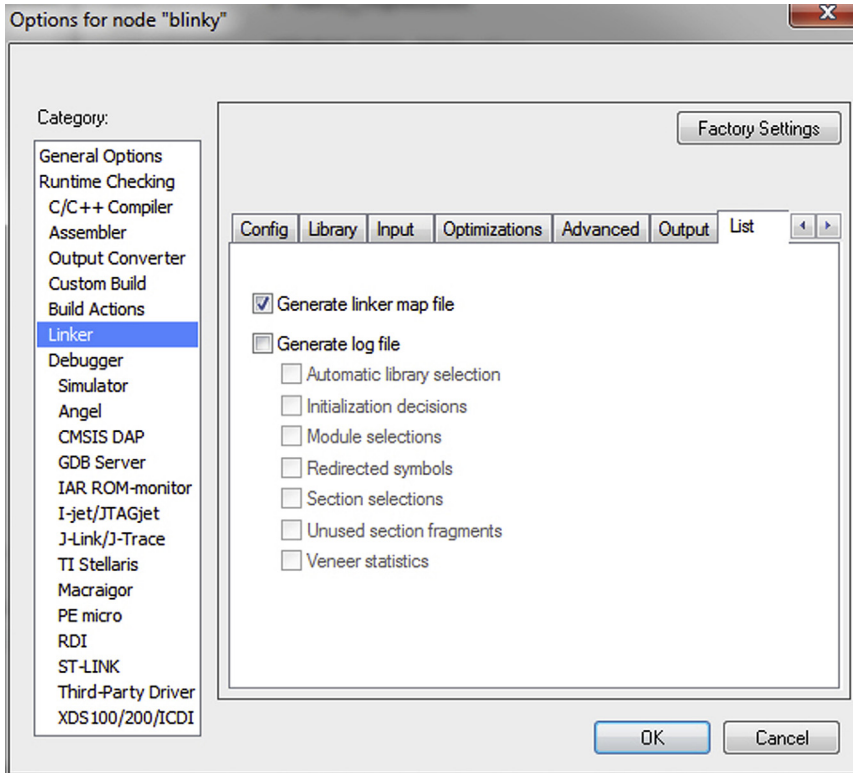 Options for node "blinky"
Category:
General Options
Runtime Checking
C/C++ Compiler
Assembler
Output Converter
Custom Build
Build Actions
Linker
Debugger
Simulator
Angel
CMSIS DAP
GDB Server
IAR ROM-monitor
I-jet/JTAGjet
J-Link/J-Trace
TI Stellaris
Macraigor
PE micro
RDI
ST-LINK
Third-Party Driver
XDS100/200/ICDI
Factory Settings
Config Library Input Optimizations Advanced Output List
Generate linker map file
Generate log file
Automatic library selection
Initialization decisions
Module selections
Redirected symbols
Section selections
Unused section fragments
Veneer statistics
OK Cancel